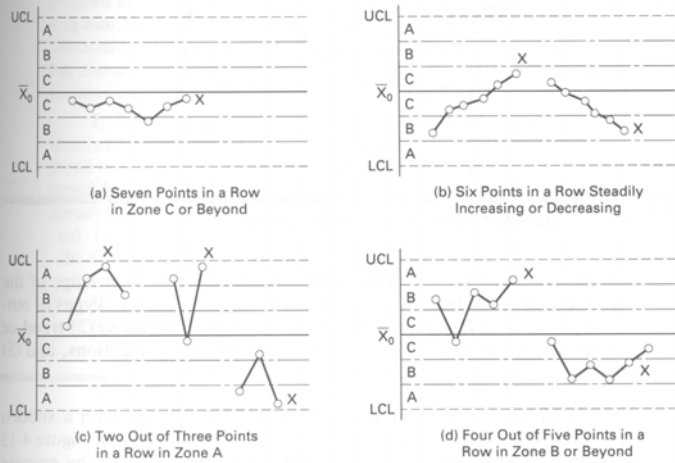 UCL
A
B
C
X̄₀
C
B
A
LCL
X
(a) Seven Points in a Row
in Zone C or Beyond
UCL
A
B
C
X̄₀
C
B
A
LCL
X
X
(b) Six Points in a Row Steadily
Increasing or Decreasing
UCL
A
B
C
X̄₀
C
B
A
LCL
X
X
X
(c) Two Out of Three Points
in a Row in Zone A
UCL
A
B
C
X̄₀
C
B
A
LCL
X
X
(d) Four Out of Five Points in a
Row in Zone B or Beyond